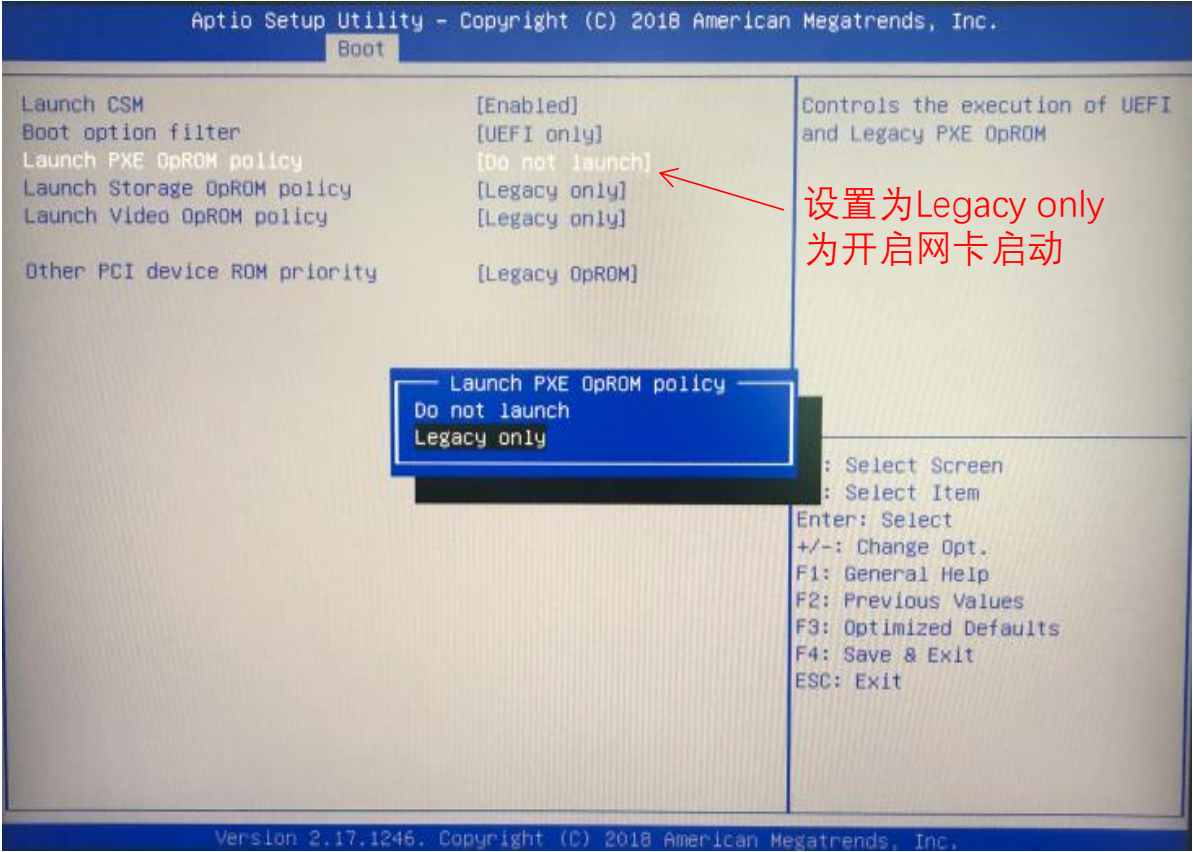 Aptio Setup Utility – Copyright (C) 2018 American Megatrends, Inc.
Boot
Launch CSM [Enabled]
Boot option filter [UEFI only]
Launch PXE OpROM policy [Do not launch]
Launch Storage OpROM policy [Legacy only]
Launch Video OpROM policy [Legacy only]
Other PCI device ROM priority [Legacy OpROM]
Controls the execution of UEFI
and Legacy PXE OpROM
设置为Legacy only
为开启网卡启动
Launch PXE OpROM policy
Do not launch
Legacy only
: Select Screen
: Select Item
Enter: Select
+/-: Change Opt.
F1: General Help
F2: Previous Values
F3: Optimized Defaults
F4: Save & Exit
ESC: Exit
Version 2.17.1246. Copyright (C) 2018 American Megatrends, Inc.